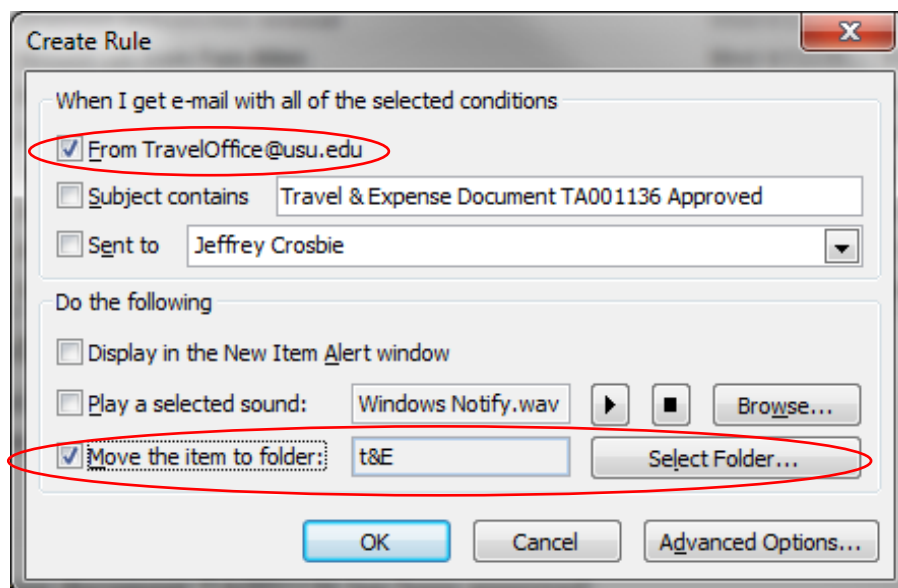 Create Rule
When I get e-mail with all of the selected conditions
From TravelOffice@usu.edu
Subject contains Travel & Expense Document TA001136 Approved
Sent to Jeffrey Crosbie
Do the following
Display in the New Item Alert window
Play a selected sound: Windows Notify.wav Browse...
Move the item to folder: t&E Select Folder...
OK Cancel Advanced Options...